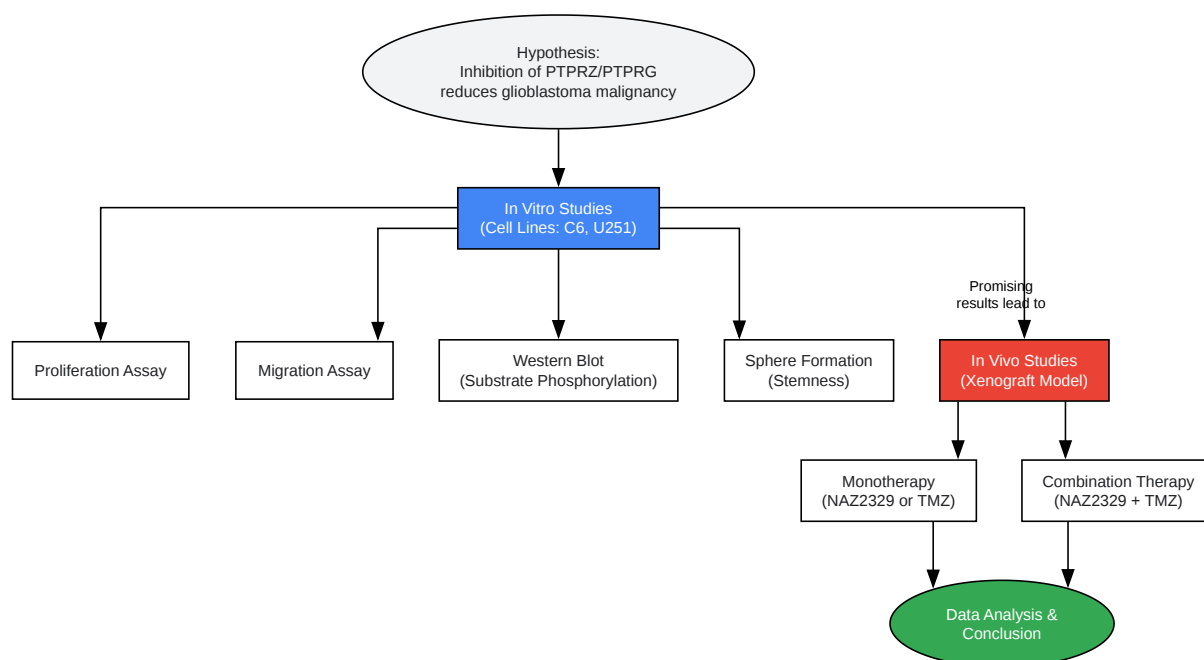 Hypothesis:
Inhibition of PTPRZ/PTPRG
reduces glioblastoma malignancy
In Vitro Studies
(Cell Lines: C6, U251)
Promising
results lead to
Proliferation Assay
Migration Assay
Western Blot
(Substrate Phosphorylation)
Sphere Formation
(Stemness)
In Vivo Studies
(Xenograft Model)
Monotherapy
(NAZ2329 or TMZ)
Combination Therapy
(NAZ2329 + TMZ)
Data Analysis &
Conclusion